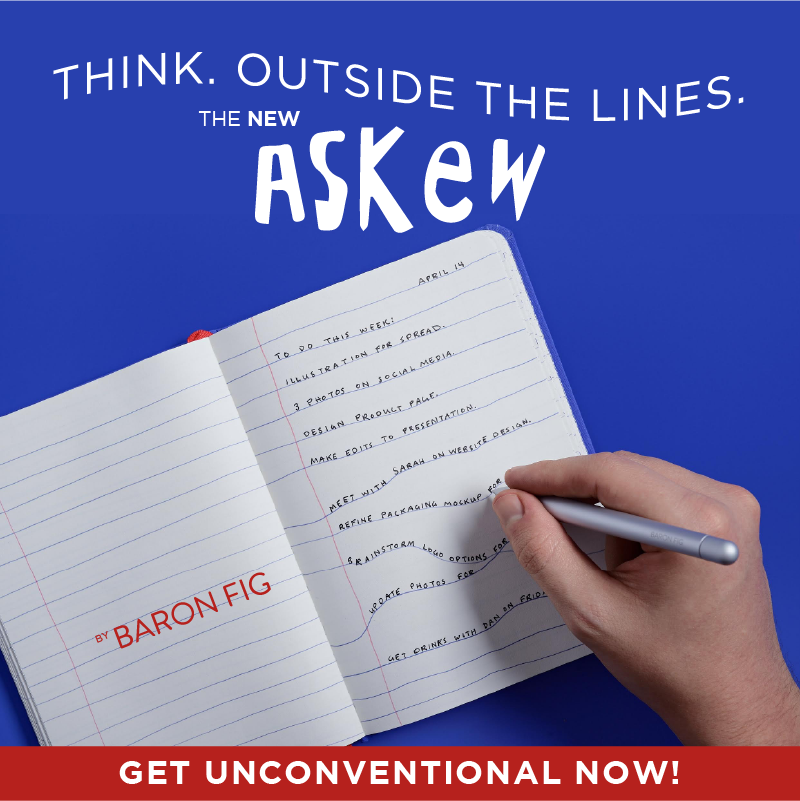 THINK. OUTSIDE THE LINES.
THE NEW
ASKeW
APRIL 14
TO DO THIS WEEK:
ILLUSTRATION FOR SPREAD.
3 PHOTOS ON SOCIAL MEDIA.
DESIGN PRODUCT PAGE.
MAKE EDITS TO PRESENTATION.
MEET WITH SARAH ON WEBSITE DESIGN.
REFINE PACKAGING MOCKUP FOR
BRAINSTORM LOGO OPTIONS FOR
UPDATE PHOTOS FOR
GET DRINKS WITH DAN ON
BY BARON FIG
BARON FIG
GET UNCONVENTIONAL NOW!